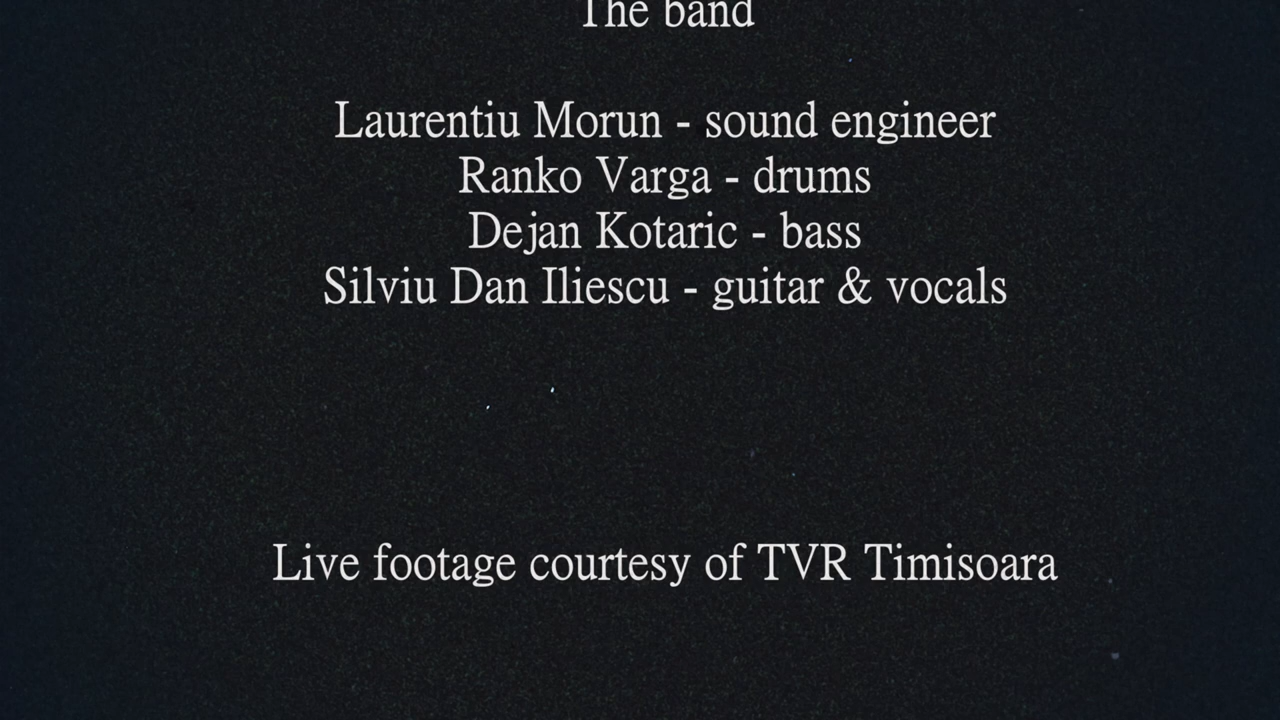 The band
Laurentiu Morun - sound engineer
Ranko Varga - drums
Dejan Kotaric - bass
Silviu Dan Iliescu - guitar & vocals
Live footage courtesy of TVR Timisoara